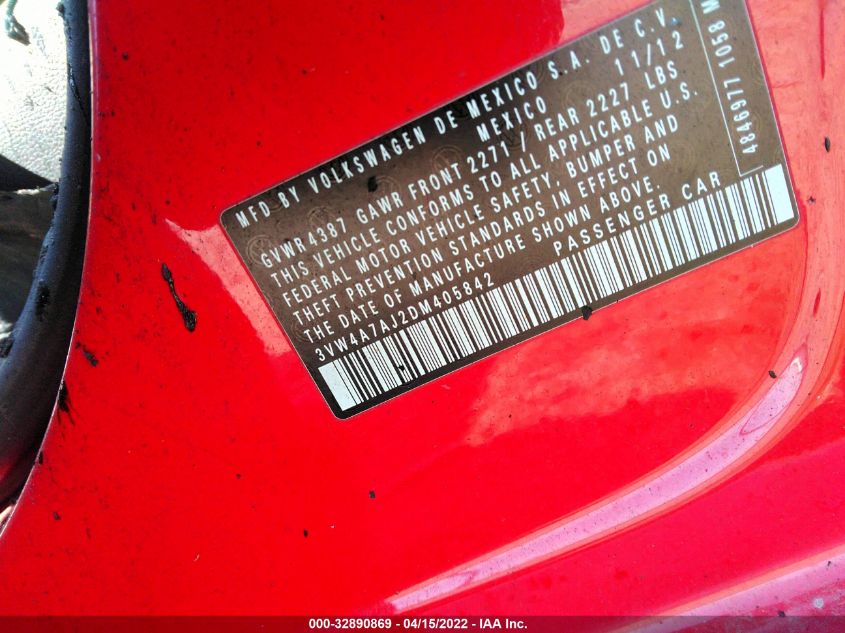 MFD BY VOLKSWAGEN DE MEXICO S.A. DE C.V.
MEXICO 11/12
GVWR 4387 GAWR FRONT 2271 / REAR 2227 LBS
THIS VEHICLE CONFORMS TO ALL APPLICABLE U.S.
FEDERAL MOTOR VEHICLE SAFETY, BUMPER AND
THEFT PREVENTION STANDARDS IN EFFECT ON
THE DATE OF MANUFACTURE SHOWN ABOVE.
3VW4A7AJ2DM405842 PASSENGER CAR
4846977 1058 M
000-32890869 - 04/15/2022 - IAA Inc.